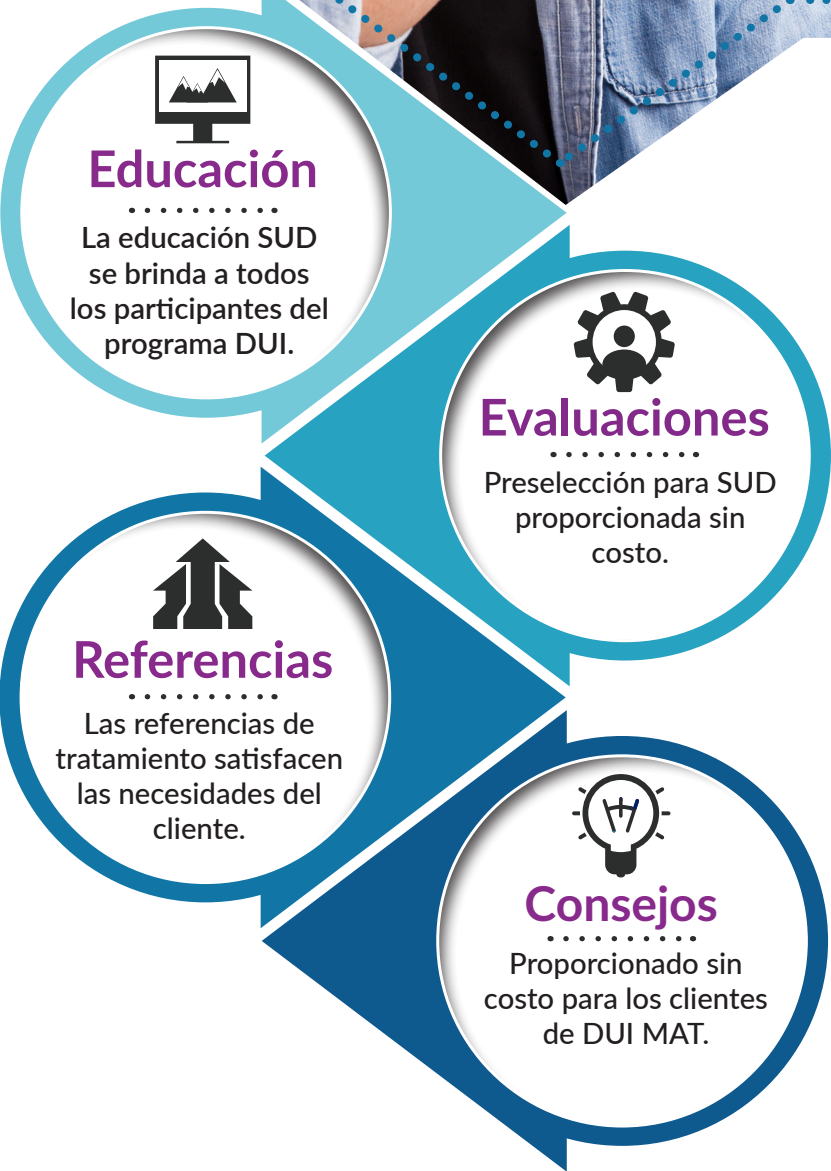 Educación
La educación SUD
se brinda a todos
los participantes del
programa DUI.
Evaluaciones
Preselección para SUD
proporcionada sin
costo.
Referencias
Las referencias de
tratamiento satisfacen
las necesidades del
cliente.
Consejos
Proporcionado sin
costo para los clientes
de DUI MAT.